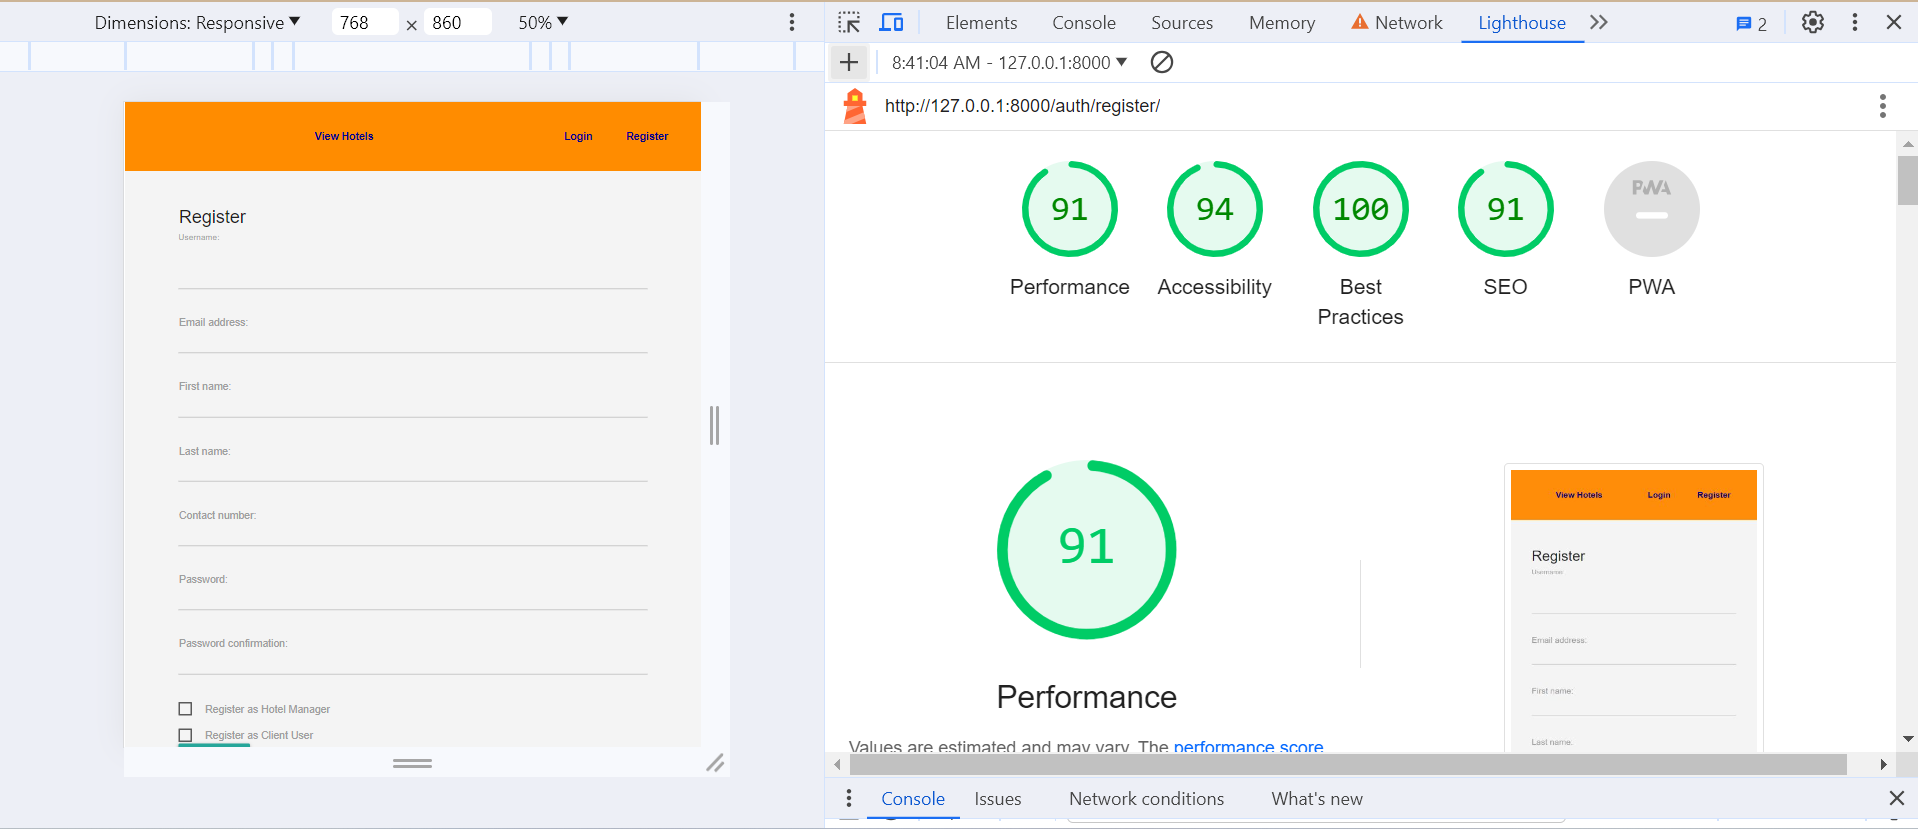 Dimensions: Responsive 768 × 860 50%
View Hotels Login Register
Register
Username:
Email address:
First name:
Last name:
Contact number:
Password:
Password confirmation:
Register as Hotel Manager
Register as Client User
Elements Console Sources Memory Network Lighthouse 2
8:41:04 AM - 127.0.0.1:8000
http://127.0.0.1:8000/auth/register/
91 94 100 91 PWA
Performance Accessibility Best Practices SEO PWA
91
Performance
Values are estimated and may vary. The performance score
View Hotels Login Register
Register
Username:
Email address:
First name:
Last name:
Console Issues Network conditions What's new